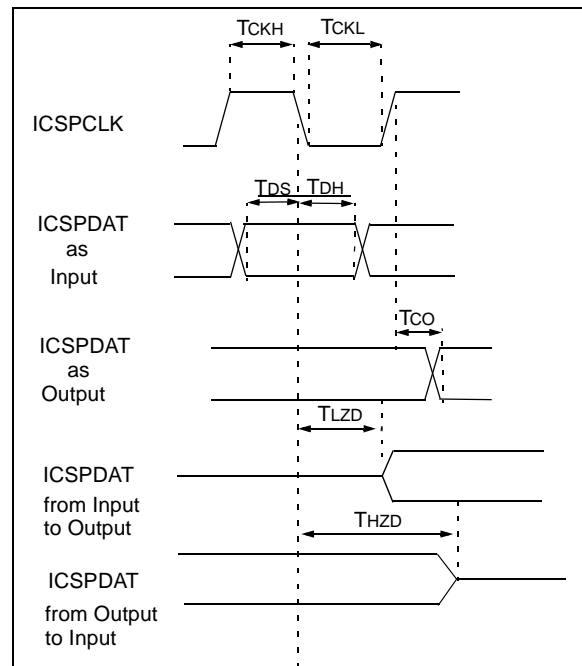 TCKH
TCKL
ICSPCLK
TDS
TDH
ICSPDAT
as
Input
TCO
ICSPDAT
as
Output
TLZD
ICSPDAT
from Input
to Output
THZD
ICSPDAT
from Output
to Input